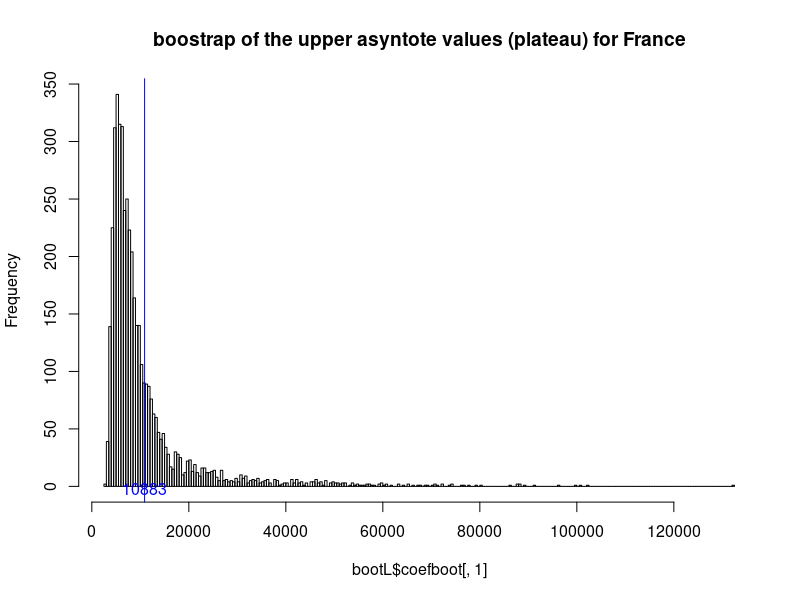 boostrap of the upper asyntote values (plateau) for France
Frequency
350
300
250
200
150
100
50
0
10883
0 20000 40000 60000 80000 100000 120000
bootL$coefboot[, 1]